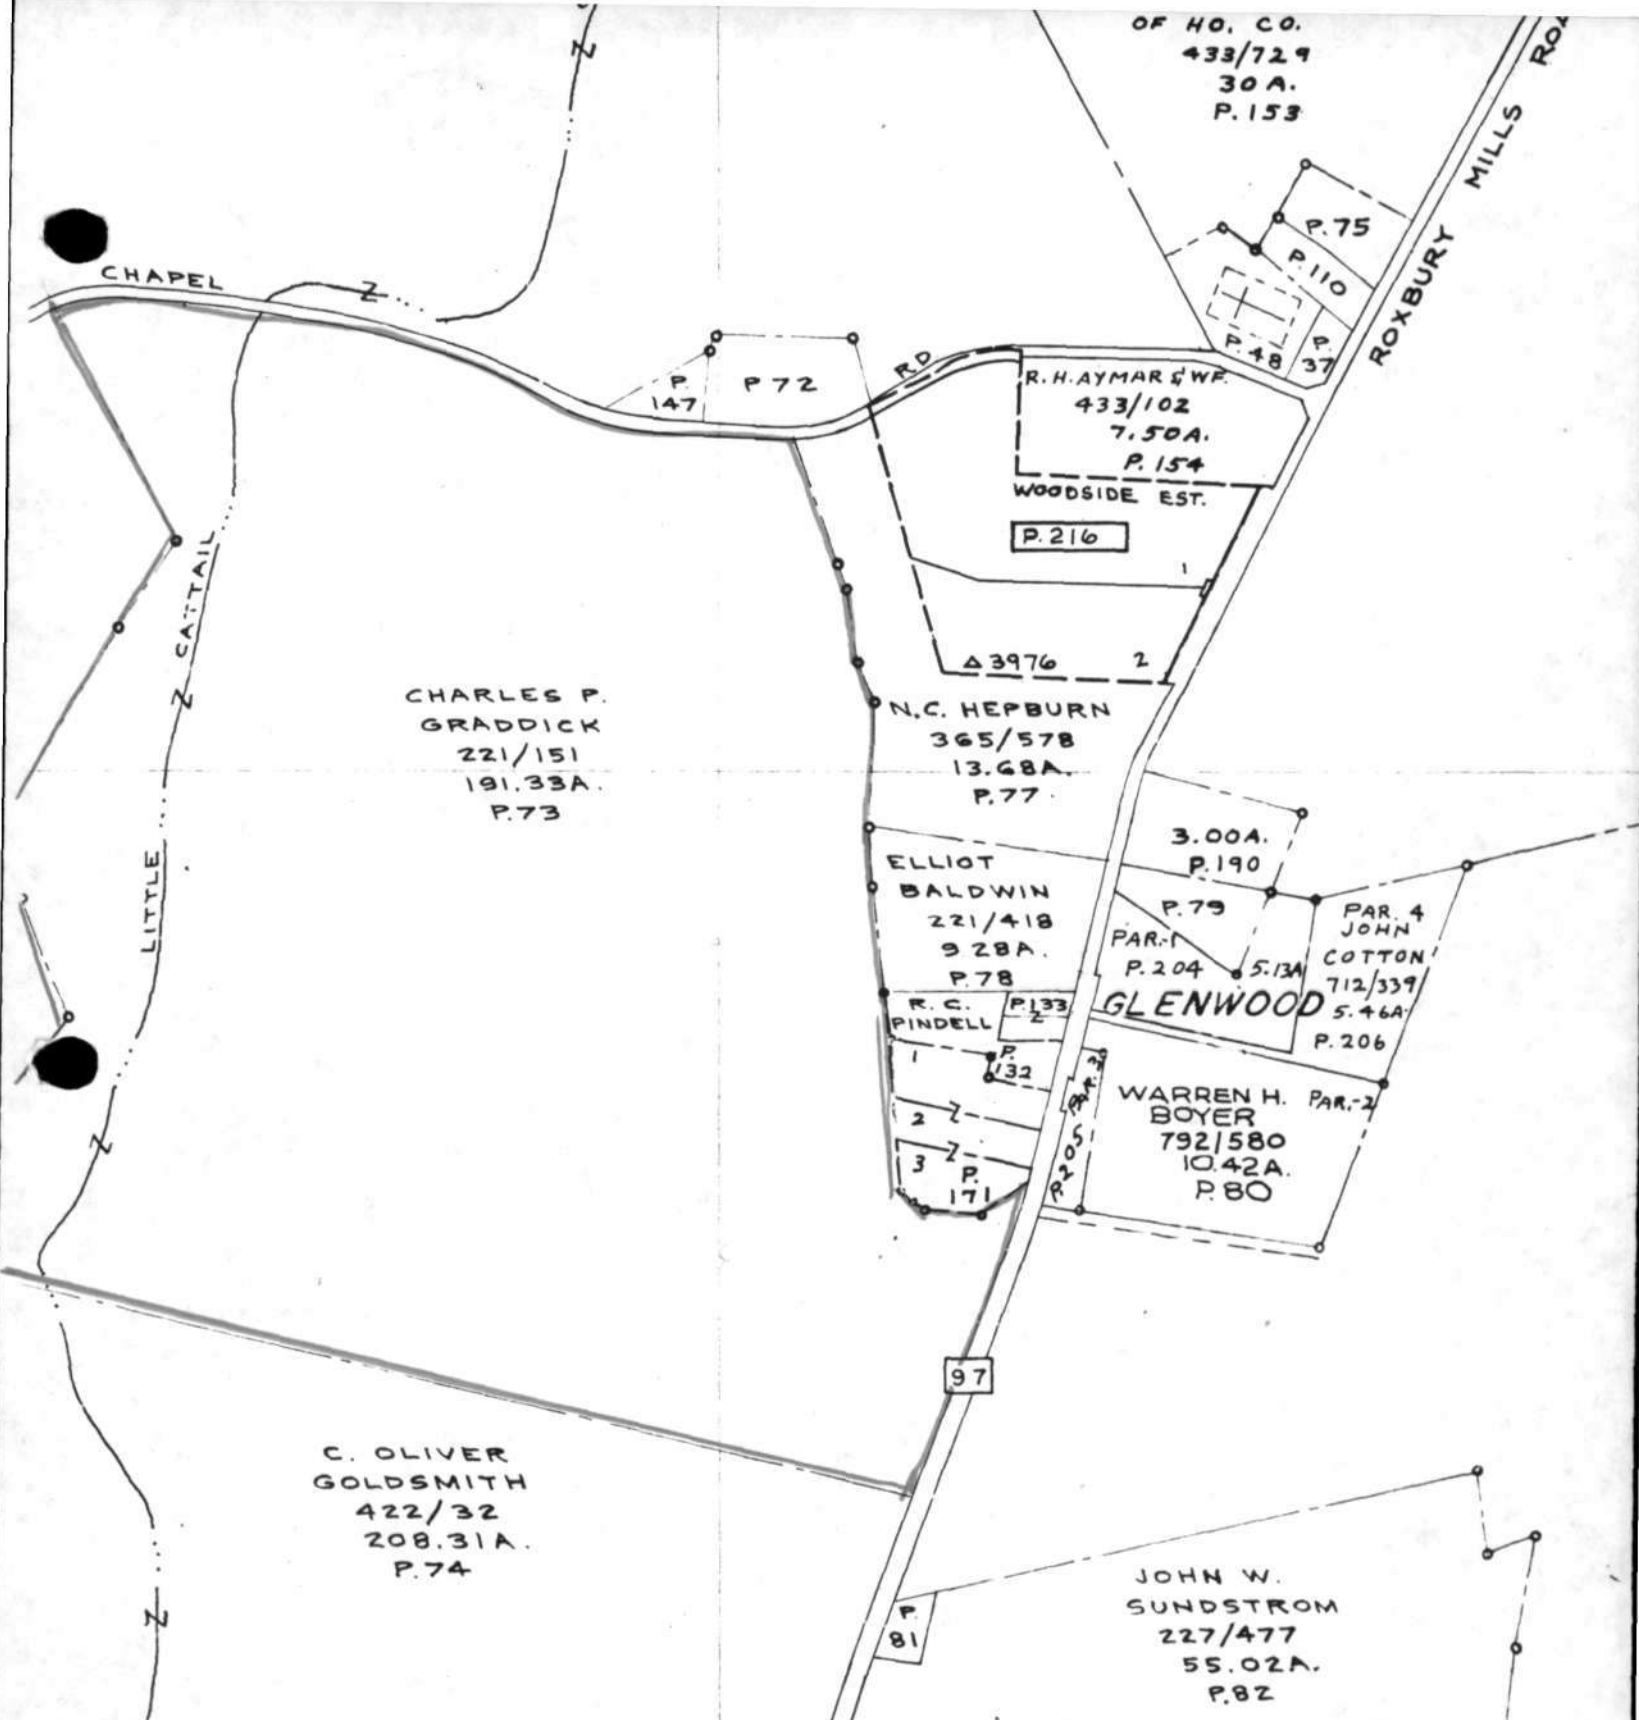 OF HO. CO.
433/729
30 A.
P. 153
ROXBURY MILLS
P. 75
P. 110
P. 48
P.
37
CHAPEL
RD
P.
147
P 72
R. H. AYMAR & WF.
433/102
7.50A.
P. 154
WOODSIDE EST.
P. 216
1
2
△ 3976
LITTLE CATTAIL
CHARLES P.
GRADDICK
221/151
191.33A.
P. 73
N.C. HEPBURN
365/578
13.68A.
P. 77
3.00A.
P. 190
ELLIOT
BALDWIN
221/418
9 28A.
P. 78
P. 79
PAR.-1
P. 204
5.13A
PAR. 4
JOHN
COTTON
712/339
5.46A
P. 206
GLENWOOD
R. C.
PINDELL
P. 133
1
P.
132
2
3
P.
171
P. 205 PAR. 3
WARREN H.
BOYER
792/580
10.42A.
P. 80
PAR.-2
97
C. OLIVER
GOLDSMITH
422/32
208.31A.
P. 74
P.
81
JOHN W.
SUNDSTROM
227/477
55.02A.
P. 82